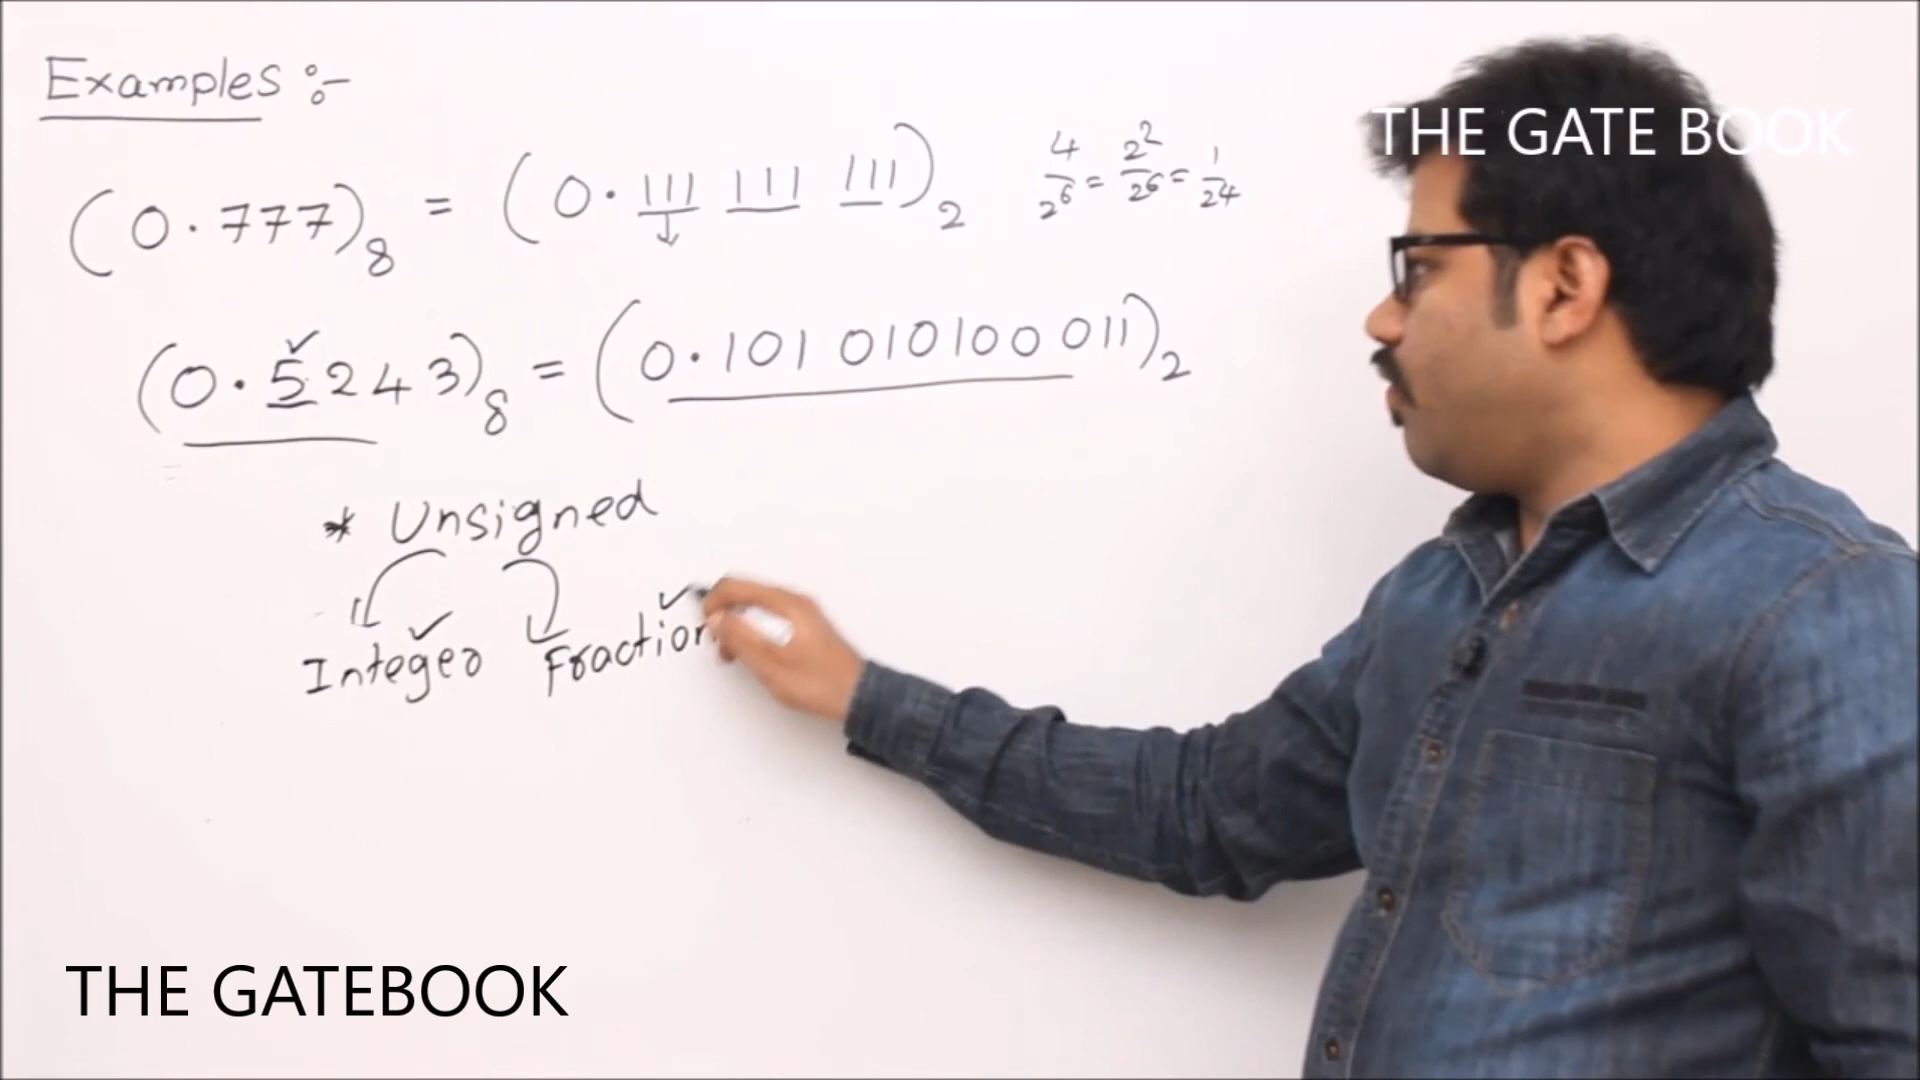 THE GATE BOOK
Examples :-
(0.777)8 = (0.111 111 111)2
4/2^6 = 2^2/2^6 = 1/2^4
(0.5243)8 = (0.101 010100 011)2
* Unsigned
Integer Fraction
THE GATEBOOK